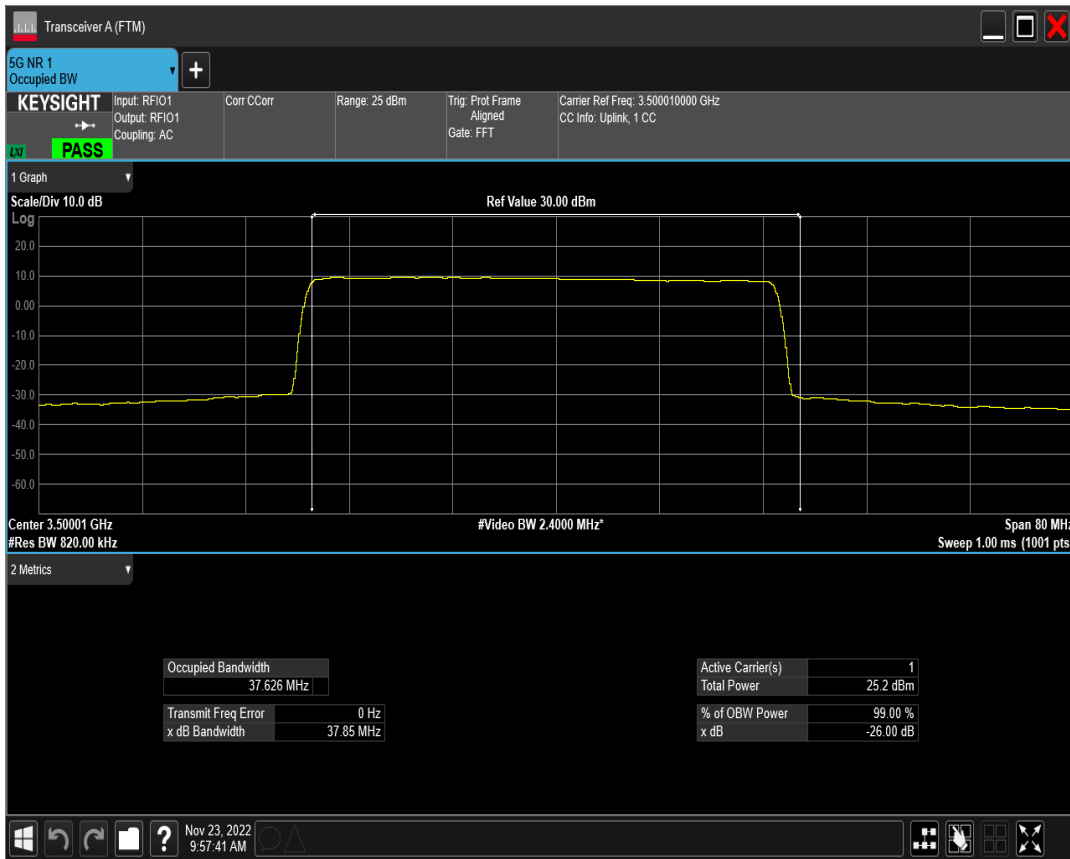 Transceiver A (FTM)
5G NR 1
Occupied BW
+
KEYSIGHT
LXI
PASS
Input: RFIO1
Output: RFIO1
Coupling: AC
Corr CCorr
Range: 25 dBm
Trig: Prot Frame
Aligned
Gate: FFT
Carrier Ref Freq: 3.500010000 GHz
CC Info: Uplink, 1 CC
1 Graph
Scale/Div 10.0 dB
Ref Value 30.00 dBm
Log
20.0
10.0
0.00
-10.0
-20.0
-30.0
-40.0
-50.0
-60.0
Center 3.50001 GHz
#Video BW 2.4000 MHz*
Span 80 MHz
#Res BW 820.00 kHz
Sweep 1.00 ms (1001 pts
2 Metrics
Occupied Bandwidth
37.626 MHz
Transmit Freq Error 0 Hz
x dB Bandwidth 37.85 MHz
Active Carrier(s) 1
Total Power 25.2 dBm
% of OBW Power 99.00 %
x dB -26.00 dB
?
Nov 23, 2022
9:57:41 AM